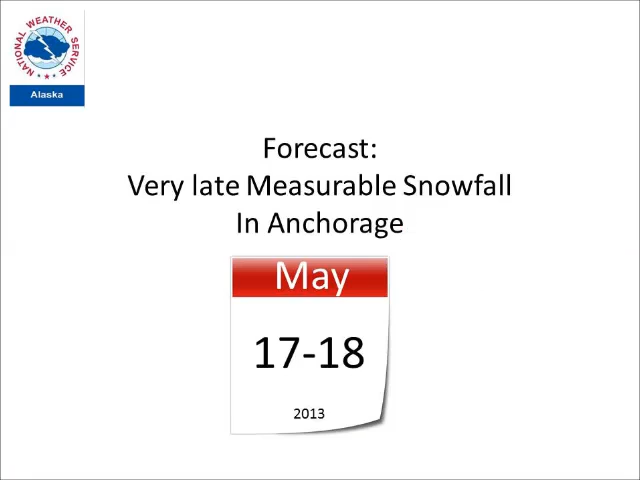 NATIONAL WEATHER SERVICE
Alaska
Forecast:
Very late Measurable Snowfall
In Anchorage
May
17-18
2013